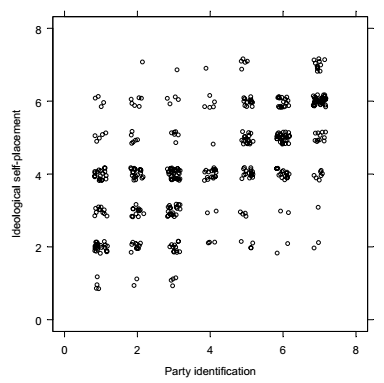 8
6
4
2
0
Ideological self-placement
0 2 4 6 8
Party identification